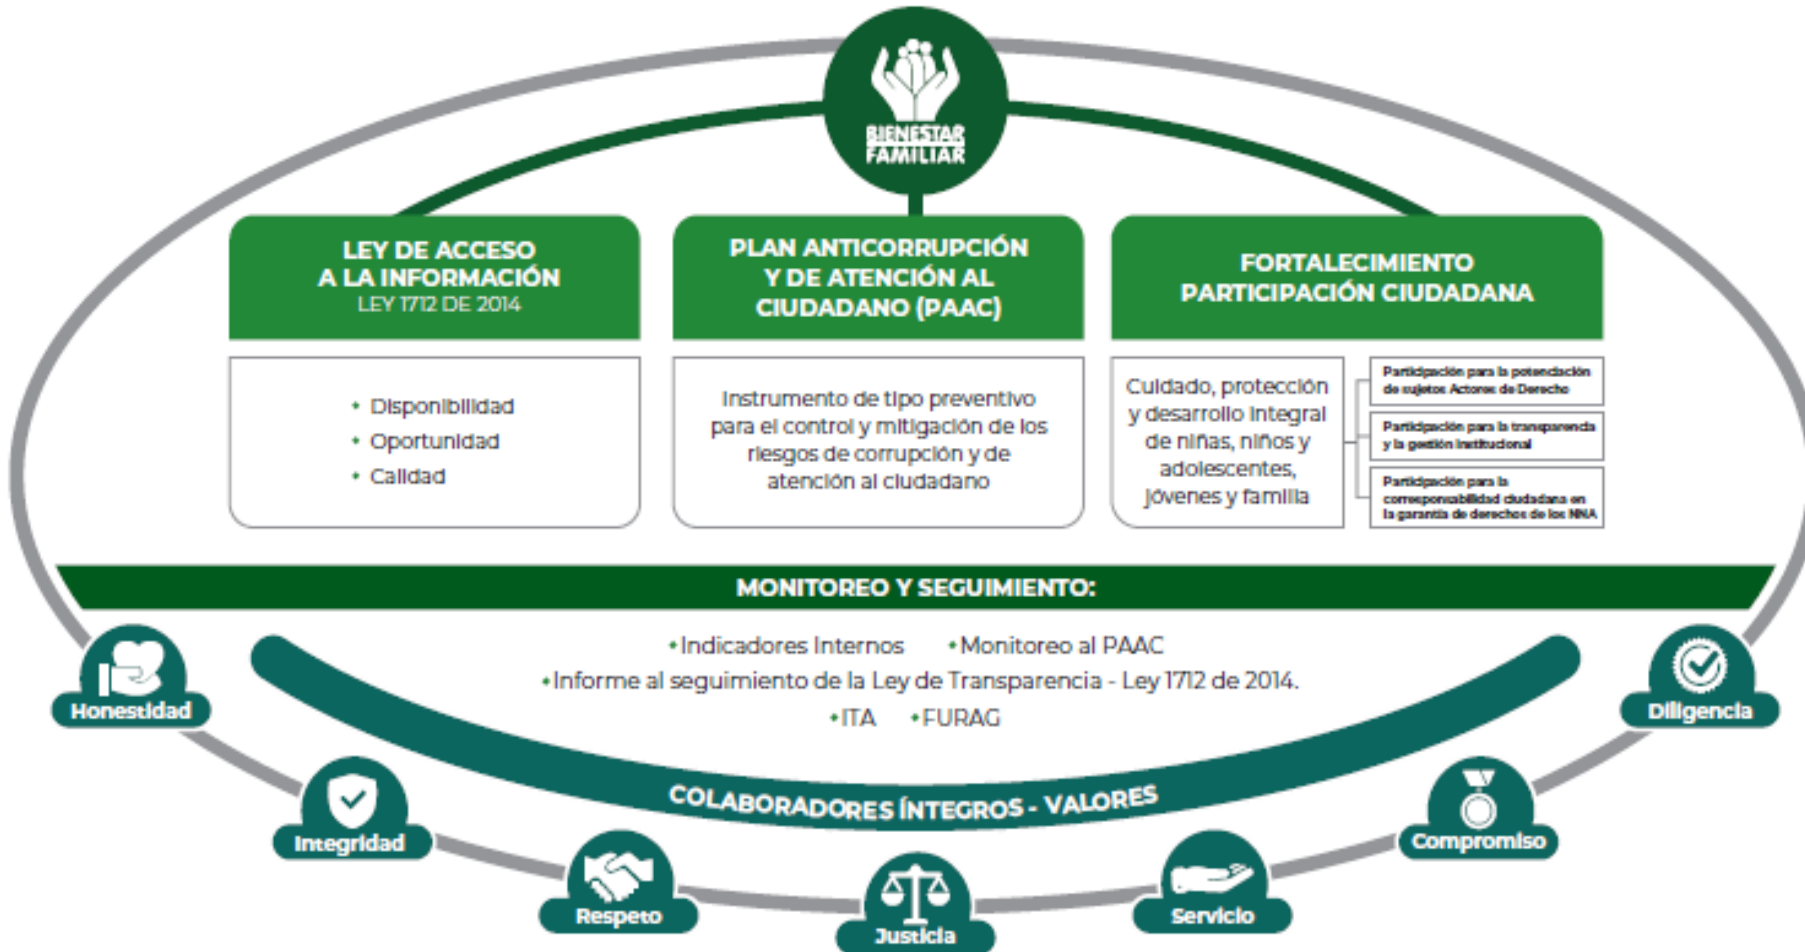 BIENESTAR
FAMILIAR
LEY DE ACCESO
A LA INFORMACIÓN
LEY 1712 DE 2014
• Disponibilidad
• Oportunidad
• Calidad
PLAN ANTICORRUPCIÓN
Y DE ATENCIÓN AL
CIUDADANO (PAAC)
Instrumento de tipo preventivo
para el control y mitigación de los
riesgos de corrupción y de
atención al ciudadano
FORTALECIMIENTO
PARTICIPACIÓN CIUDADANA
Cuidado, protección
y desarrollo integral
de niñas, niños y
adolescentes,
jóvenes y familia
Participación para la potenciación
de sujetos Actores de Derecho
Participación para la transparencia
y la gestión institucional
Participación para la
corresponsabilidad ciudadana en
la garantía de derechos de los NNA
MONITOREO Y SEGUIMIENTO:
•Indicadores Internos •Monitoreo al PAAC
•Informe al seguimiento de la Ley de Transparencia - Ley 1712 de 2014.
•ITA •FURAG
COLABORADORES ÍNTEGROS - VALORES
Honestidad
Integridad
Respeto
Justicia
Servicio
Compromiso
Diligencia